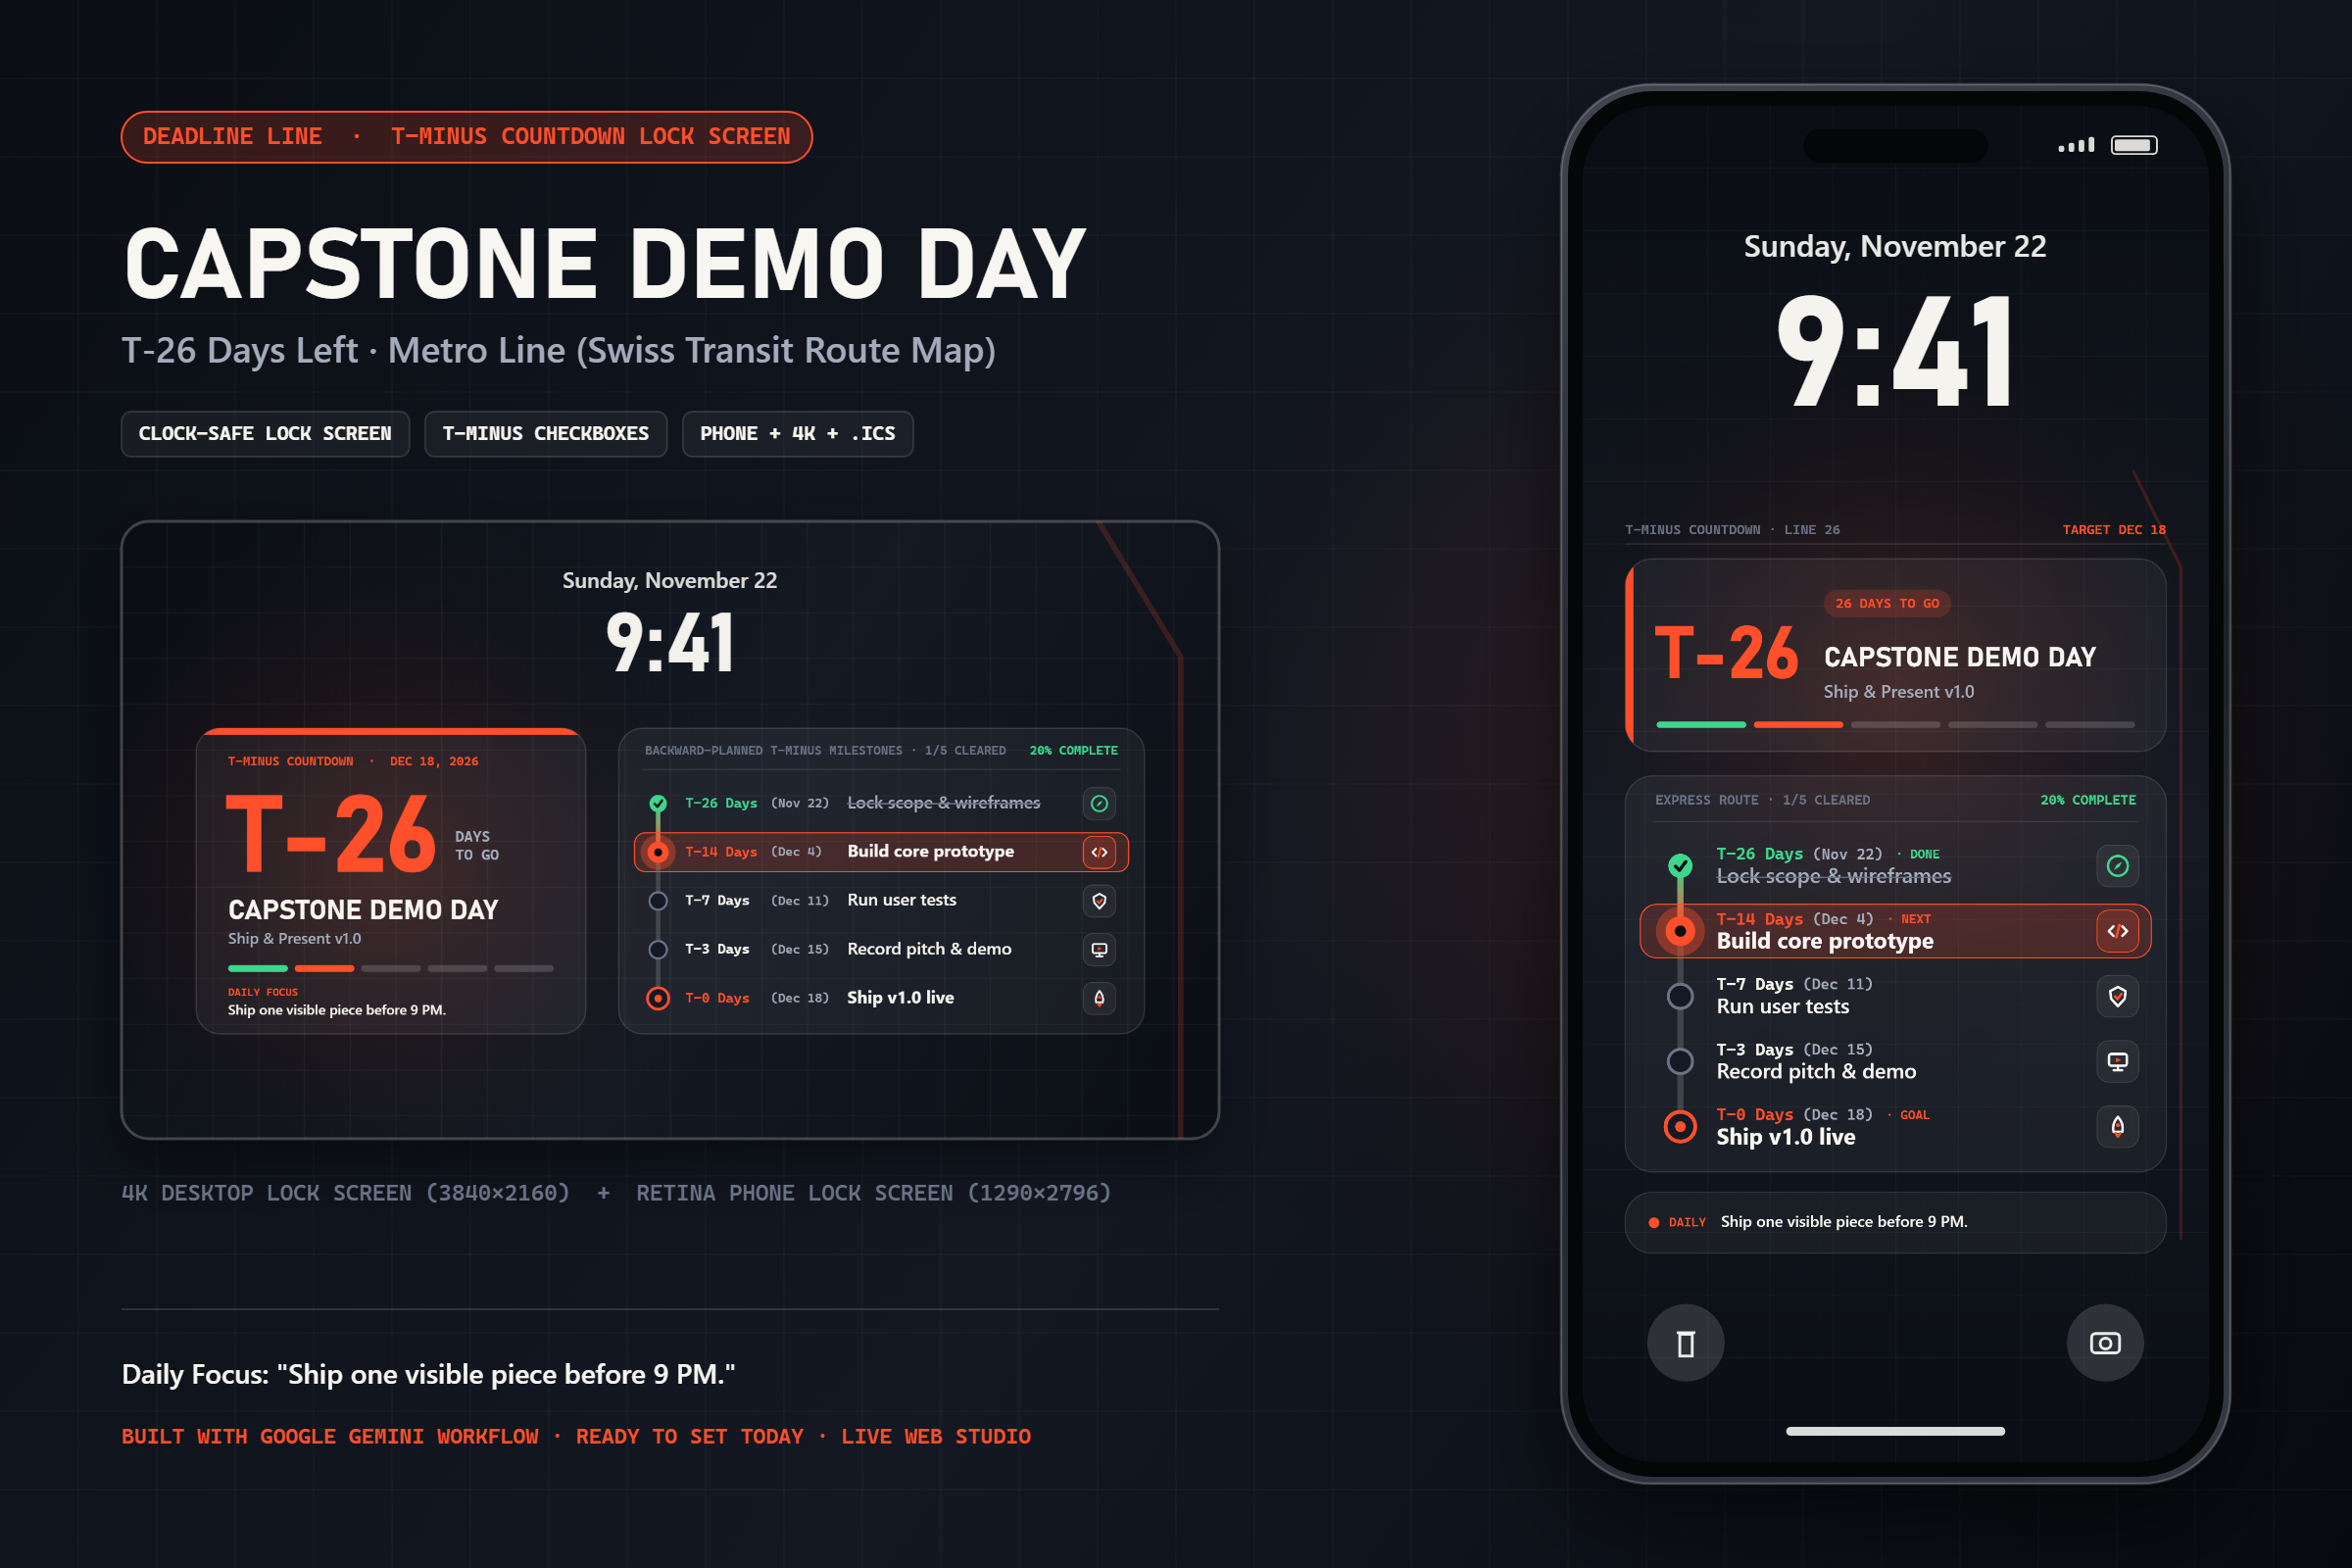 DEADLINE LINE · T-MINUS COUNTDOWN LOCK SCREEN
CAPSTONE DEMO DAY
T-26 Days Left · Metro Line (Swiss Transit Route Map)
CLOCK-SAFE LOCK SCREEN
T-MINUS CHECKBOXES
PHONE + 4K + .ICS
Sunday, November 22
9:41
T-MINUS COUNTDOWN · DEC 18, 2026
T-26
DAYS
TO GO
CAPSTONE DEMO DAY
Ship & Present v1.0
DAILY FOCUS
Ship one visible piece before 9 PM.
BACKWARD-PLANNED T-MINUS MILESTONES · 1/5 CLEARED 20% COMPLETE
T-26 Days (Nov 22) Lock scope & wireframes
T-14 Days (Dec 4) Build core prototype
T-7 Days (Dec 11) Run user tests
T-3 Days (Dec 15) Record pitch & demo
T-0 Days (Dec 18) Ship v1.0 live
4K DESKTOP LOCK SCREEN (3840×2160) + RETINA PHONE LOCK SCREEN (1290×2796)
Daily Focus: "Ship one visible piece before 9 PM."
BUILT WITH GOOGLE GEMINI WORKFLOW · READY TO SET TODAY · LIVE WEB STUDIO
Sunday, November 22
9:41
T-MINUS COUNTDOWN · LINE 26 TARGET DEC 18
26 DAYS TO GO
T-26
CAPSTONE DEMO DAY
Ship & Present v1.0
EXPRESS ROUTE · 1/5 CLEARED 20% COMPLETE
T-26 Days (Nov 22) · DONE
Lock scope & wireframes
T-14 Days (Dec 4) · NEXT
Build core prototype
T-7 Days (Dec 11)
Run user tests
T-3 Days (Dec 15)
Record pitch & demo
T-0 Days (Dec 18) · GOAL
Ship v1.0 live
DAILY Ship one visible piece before 9 PM.